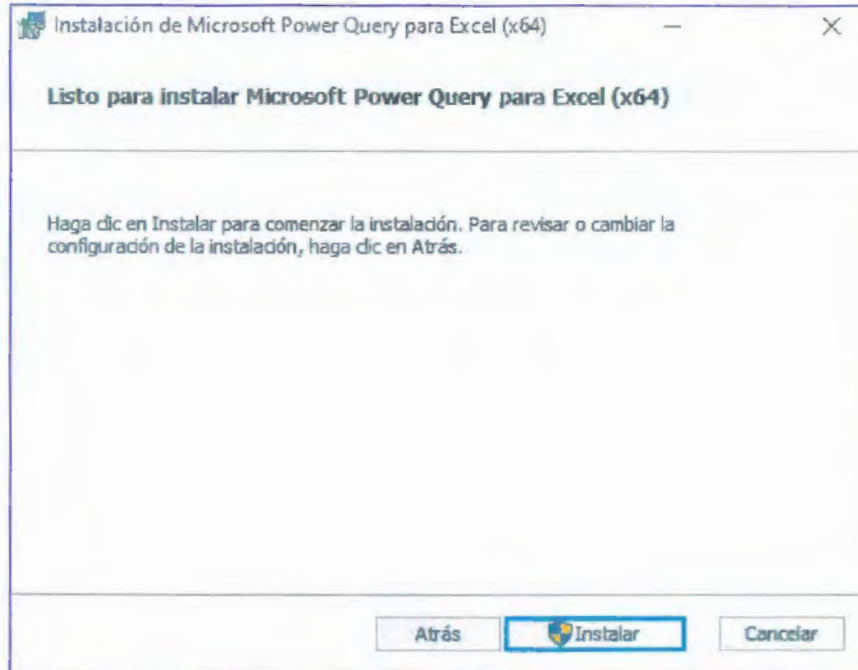 Instalación de Microsoft Power Query para Excel (x64)
Listo para instalar Microsoft Power Query para Excel (x64)
Haga clic en Instalar para comenzar la instalación. Para revisar o cambiar la
configuración de la instalación, haga clic en Atrás.
Atrás
Instalar
Cancelar